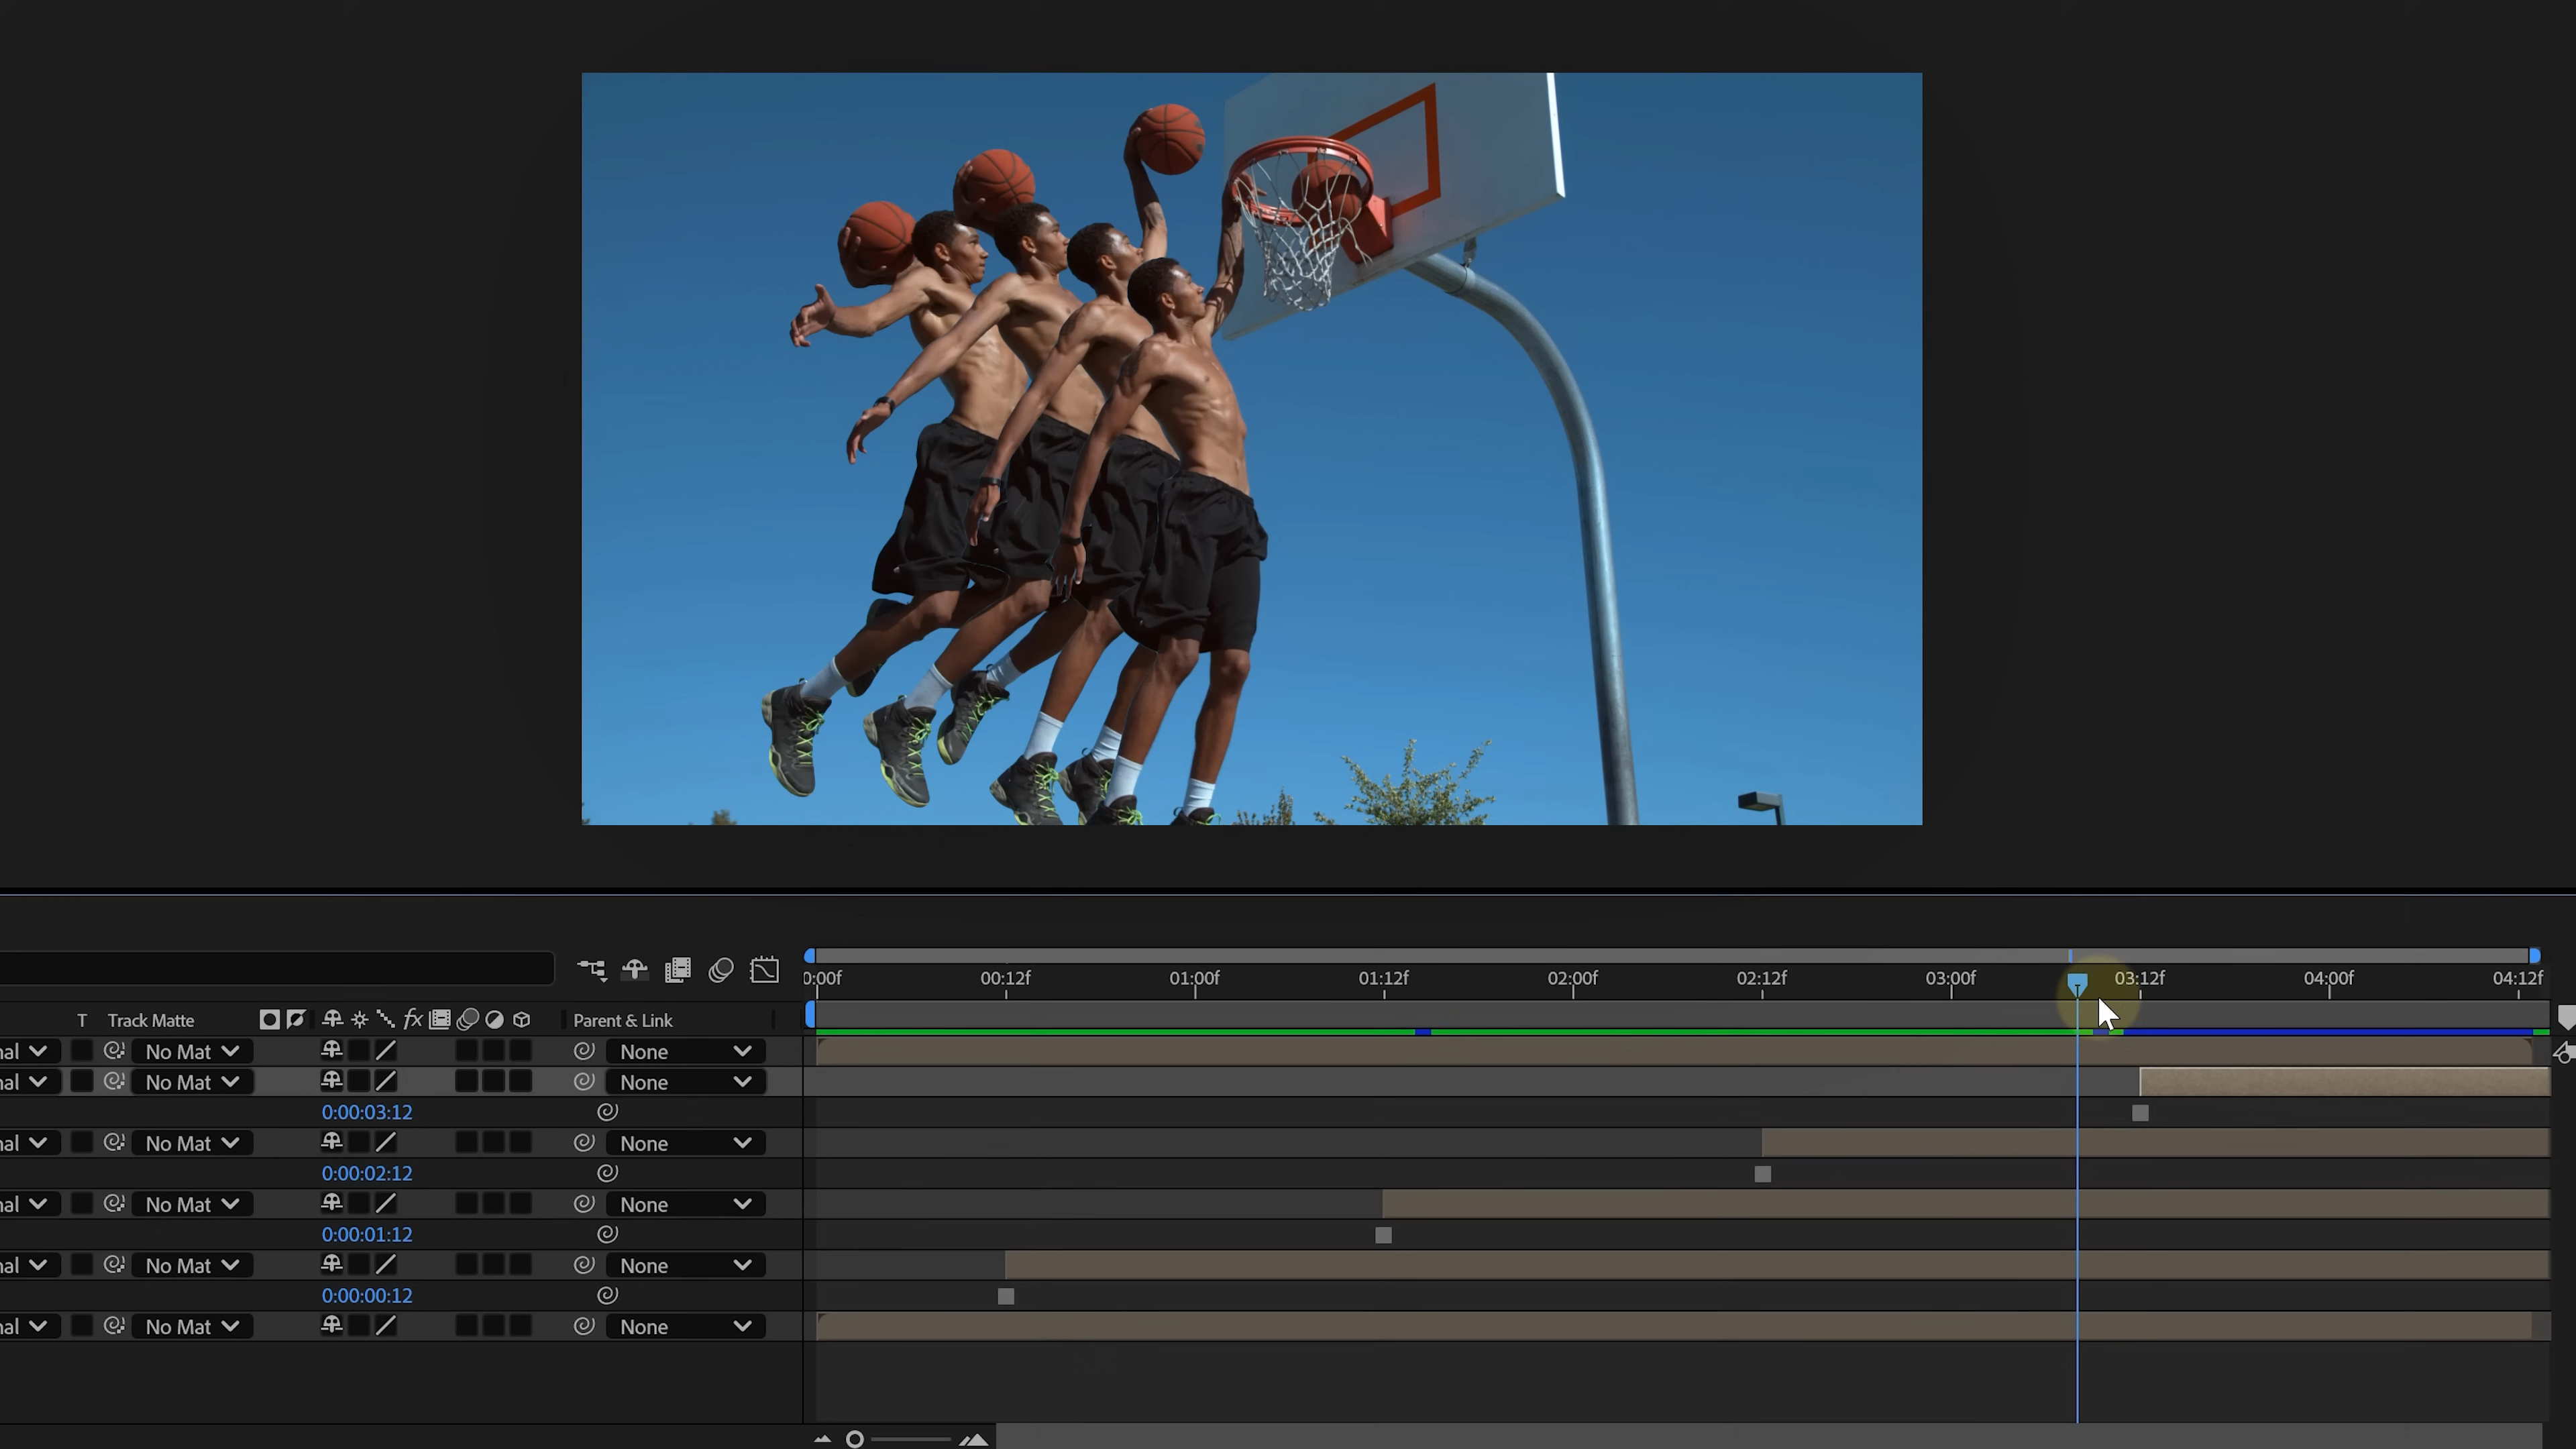 0:00f 00:12f 01:00f 01:12f 02:00f 02:12f 03:00f 03:12f 04:00f 04:12f
T Track Matte fx Parent & Link
nal No Mat None
nal No Mat None
0:00:03:12
nal No Mat None
0:00:02:12
nal No Mat None
0:00:01:12
nal No Mat None
0:00:00:12
nal No Mat None